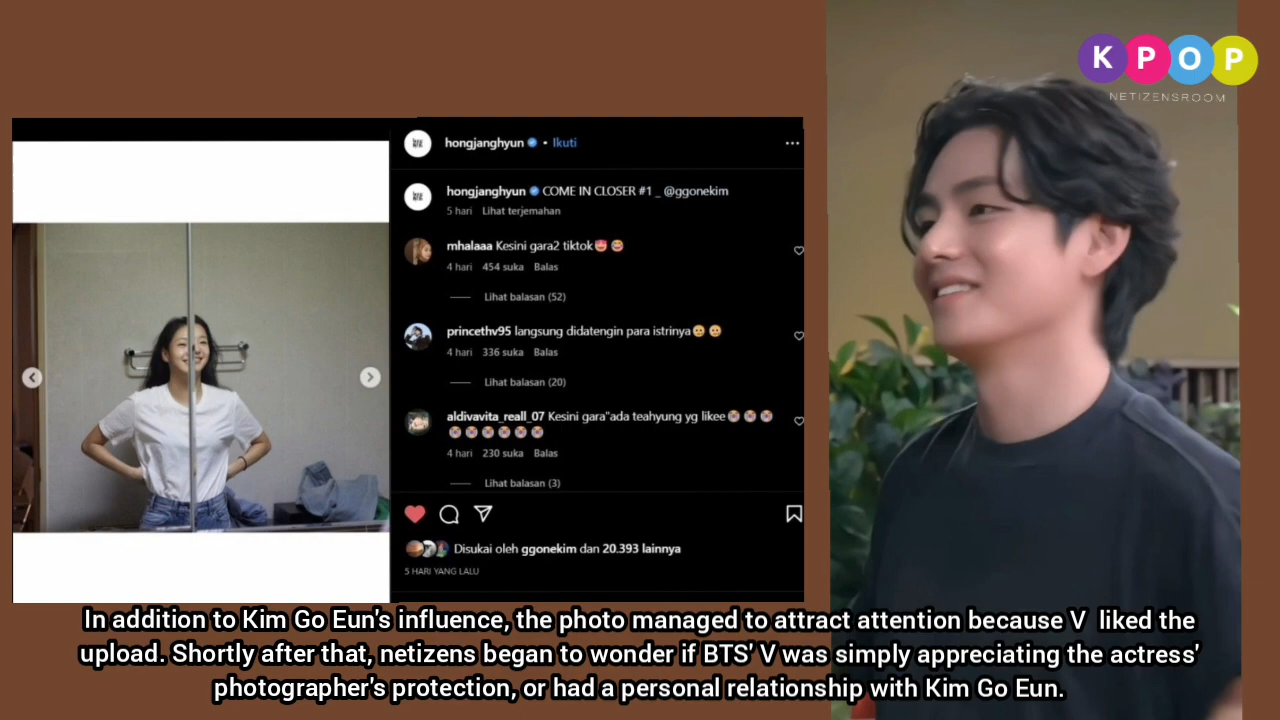 K P O P
NETIZENSROOM
hongjanghyun • Ikuti
hongjanghyun COME IN CLOSER #1 _ @ggonekim
5 hari Lihat terjemahan
mhalaaa Kesini gara2 tiktok😍😂
4 hari 454 suka Balas
Lihat balasan (52)
princethv95 langsung didatengin para istrinya
4 hari 336 suka Balas
Lihat balasan (20)
aldivavita_reall_07 Kesini gara"ada teahyung yg likee😭😭😭
😭😭😭😭😭😭
4 hari 230 suka Balas
Lihat balasan (3)
Disukai oleh ggonekim dan 20.393 lainnya
5 HARI YANG LALU
In addition to Kim Go Eun's influence, the photo managed to attract attention because V liked the
upload. Shortly after that, netizens began to wonder if BTS' V was simply appreciating the actress'
photographer's protection, or had a personal relationship with Kim Go Eun.